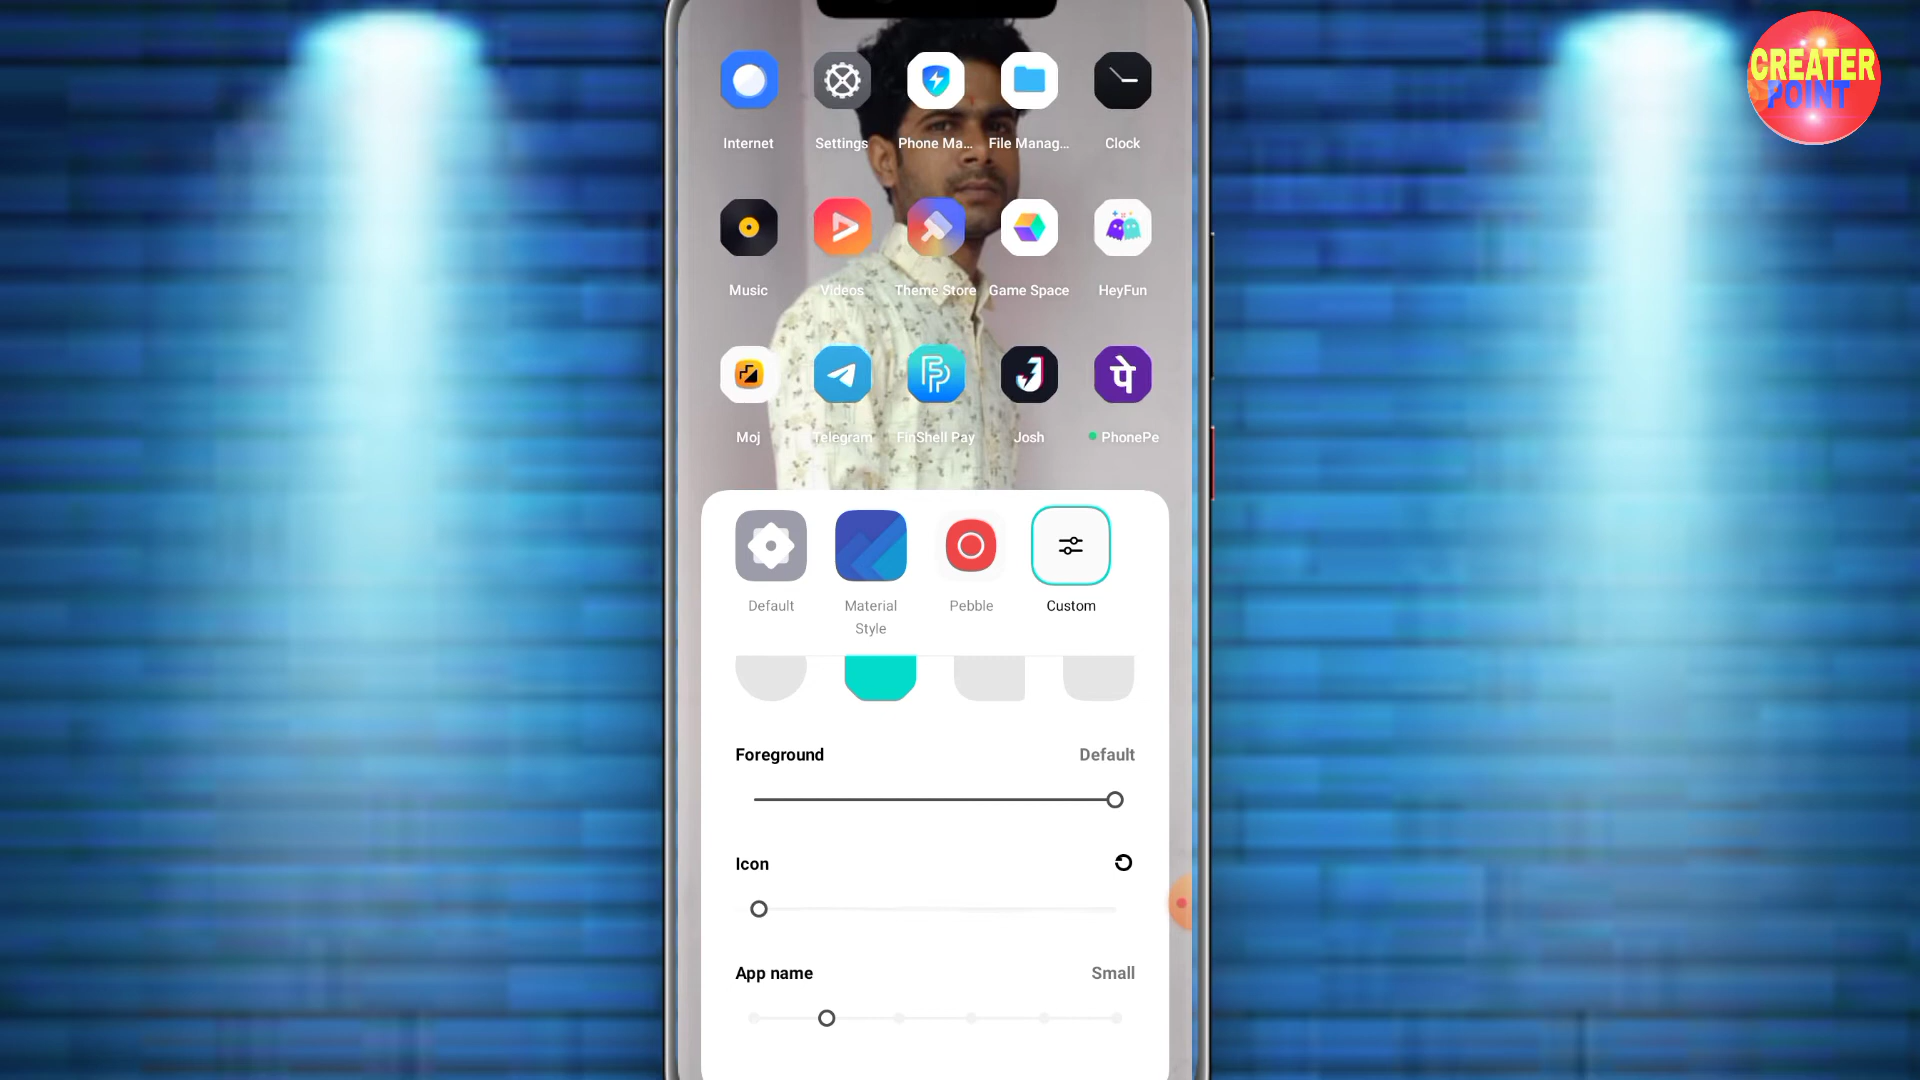 CREATER
POINT
Internet
Settings
Phone Ma...
File Manag...
Clock
Music
Videos
Theme Store
Game Space
HeyFun
पे
Moj
Telegram
FinShell Pay
Josh
PhonePe
Default
Material
Style
Pebble
Custom
Foreground
Default
Icon
App name
Small